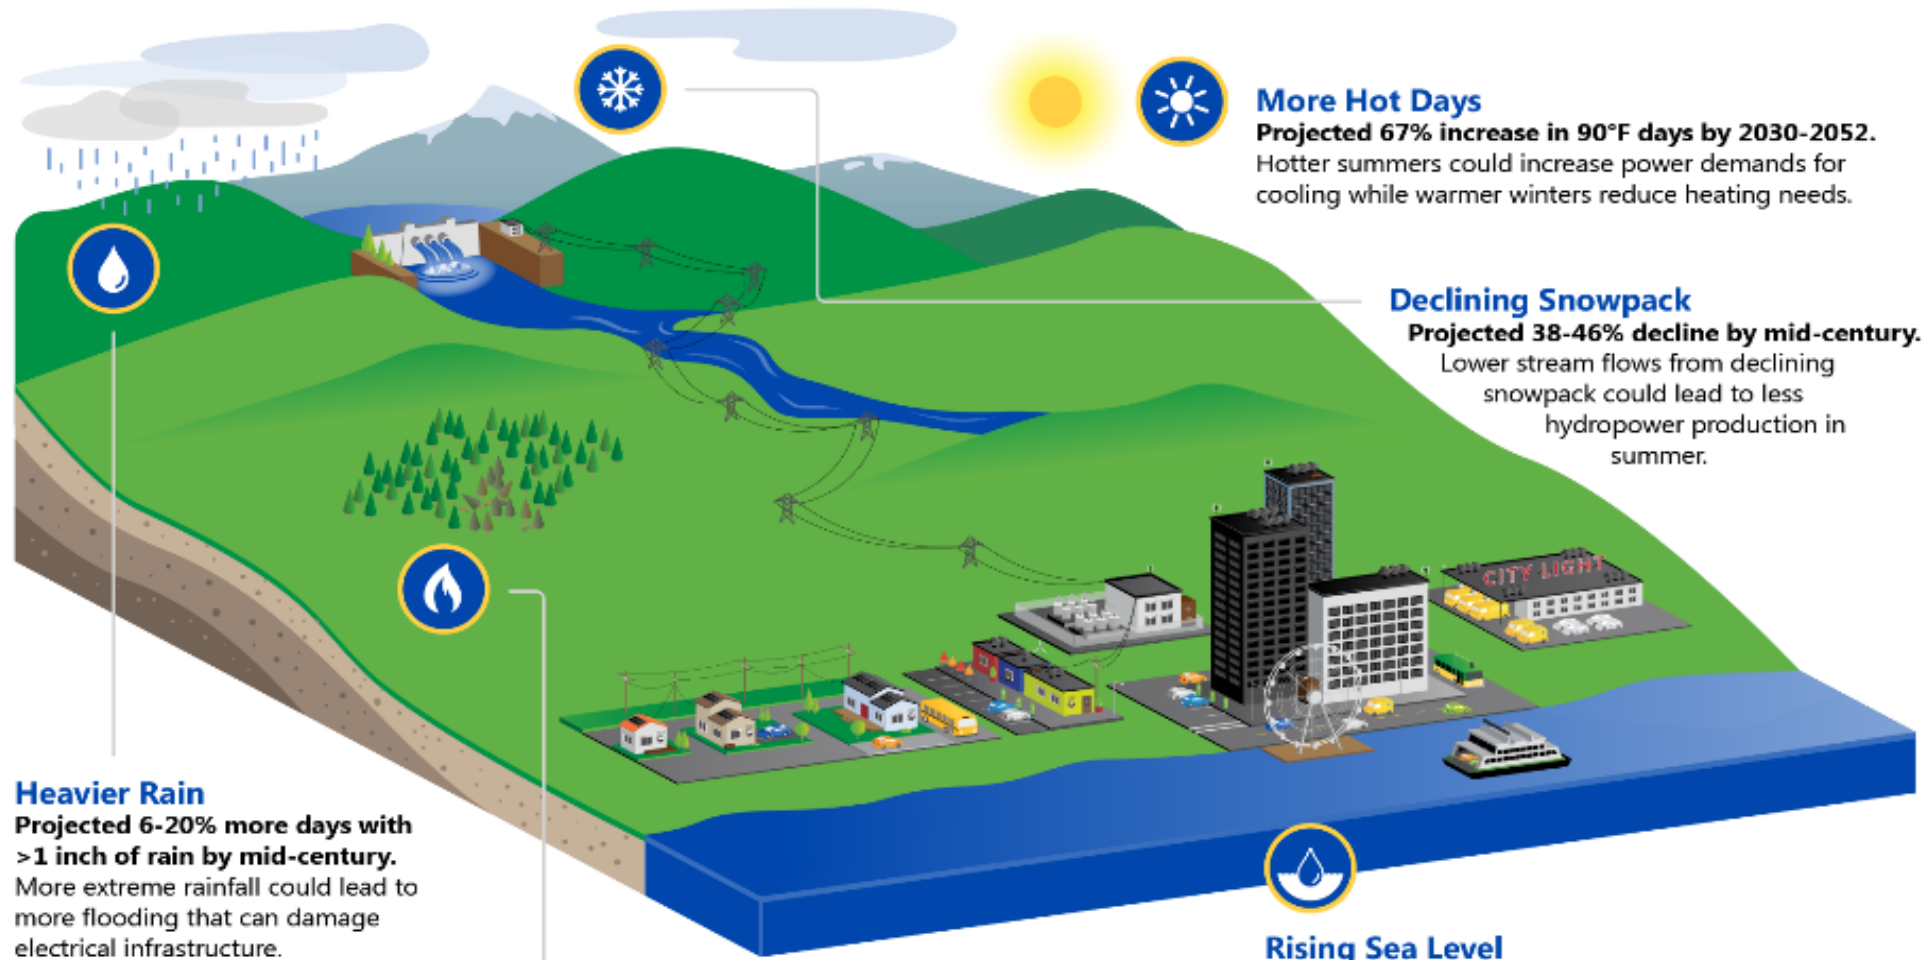 More Hot Days
Projected 67% increase in 90°F days by 2030-2052.
Hotter summers could increase power demands for
cooling while warmer winters reduce heating needs.
Declining Snowpack
Projected 38-46% decline by mid-century.
Lower stream flows from declining
snowpack could lead to less
hydropower production in
summer.
CITY LIGHT
Heavier Rain
Projected 6-20% more days with
>1 inch of rain by mid-century.
More extreme rainfall could lead to
more flooding that can damage
electrical infrastructure.
Rising Sea Level